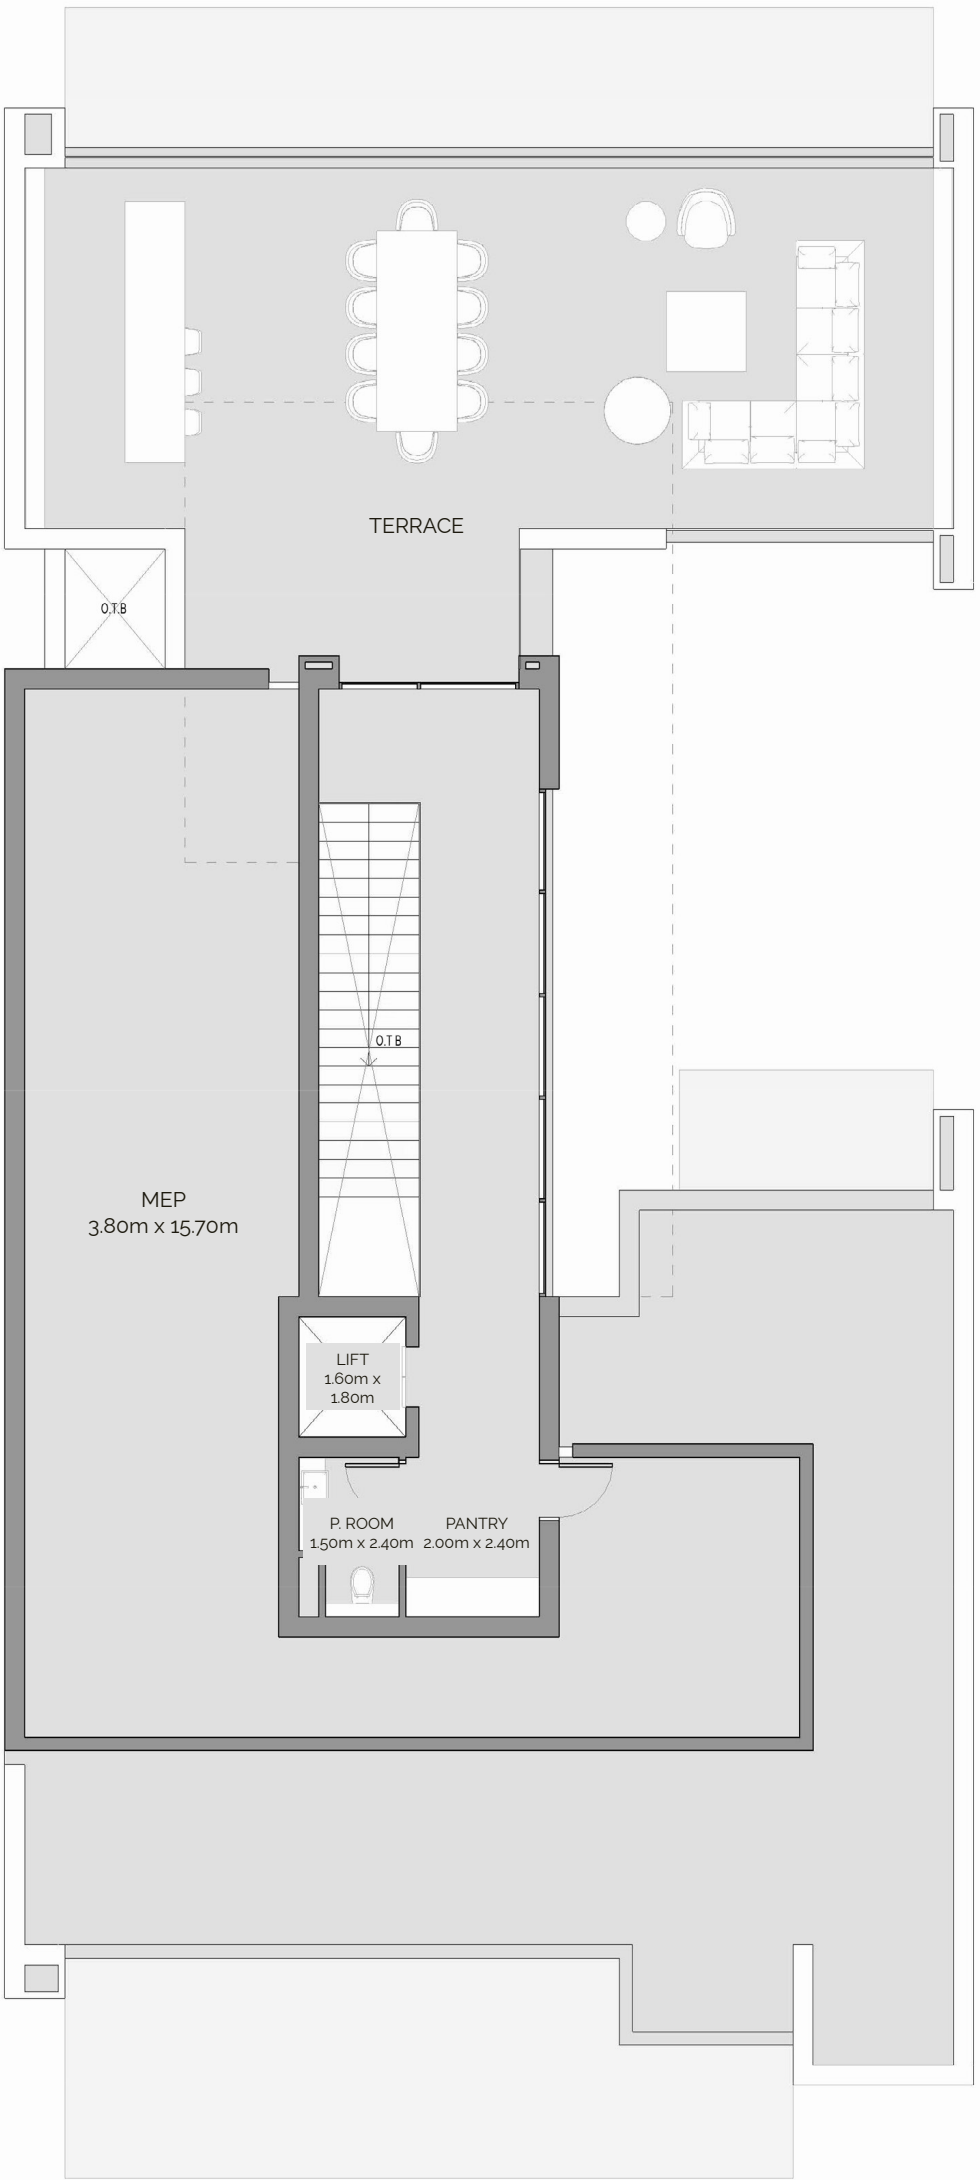 TERRACE
O.T.B
O.T.B
MEP
3.80m x 15.70m
LIFT
1.60m x
1.80m
P. ROOM
1.50m x 2.40m
PANTRY
2.00m x 2.40m